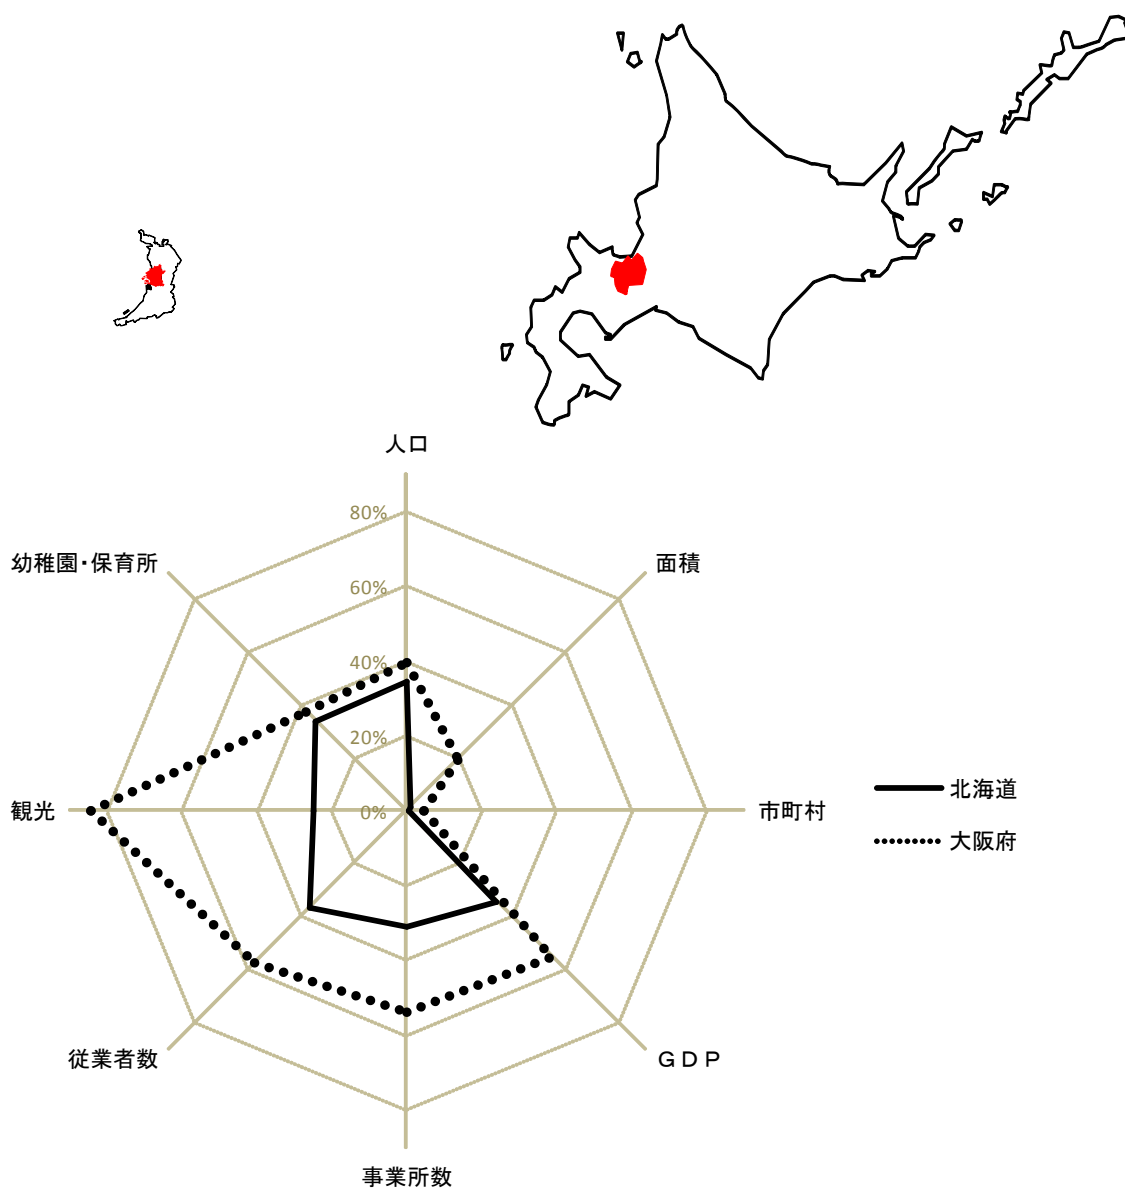 人口
80%
幼稚園・保育所
面積
60%
40%
20%
観光
0%
市町村
北海道
大阪府
従業者数
ＧＤＰ
事業所数